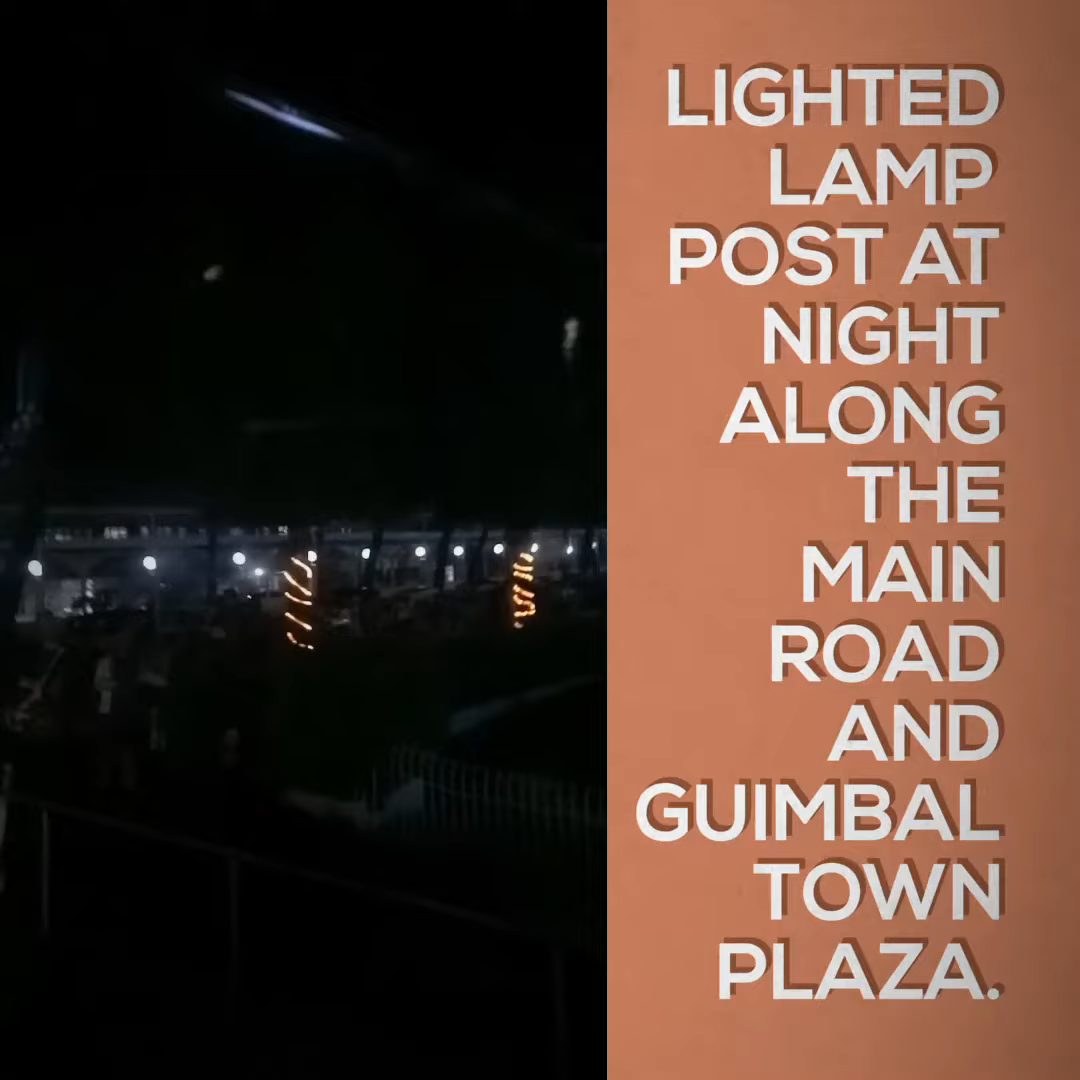 LIGHTED
LAMP
POST AT
NIGHT
ALONG
THE
MAIN
ROAD
AND
GUIMBAL
TOWN
PLAZA.